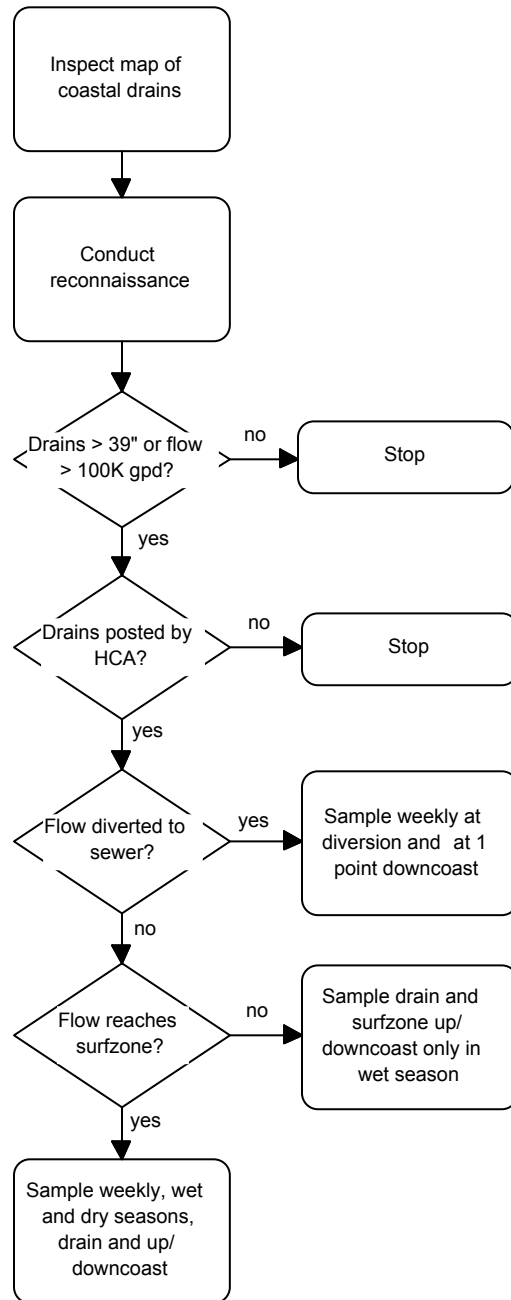 Inspect map of
coastal drains
Conduct
reconnaissance
Drains > 39" or flow
> 100K gpd?
no
Stop
yes
Drains posted by
HCA?
no
Stop
yes
Flow diverted to
sewer?
yes
Sample weekly at
diversion and at 1
point downcoast
no
Flow reaches
surfzone?
no
Sample drain and
surfzone up/
downcoast only in
wet season
yes
Sample weekly, wet
and dry seasons,
drain and up/
downcoast